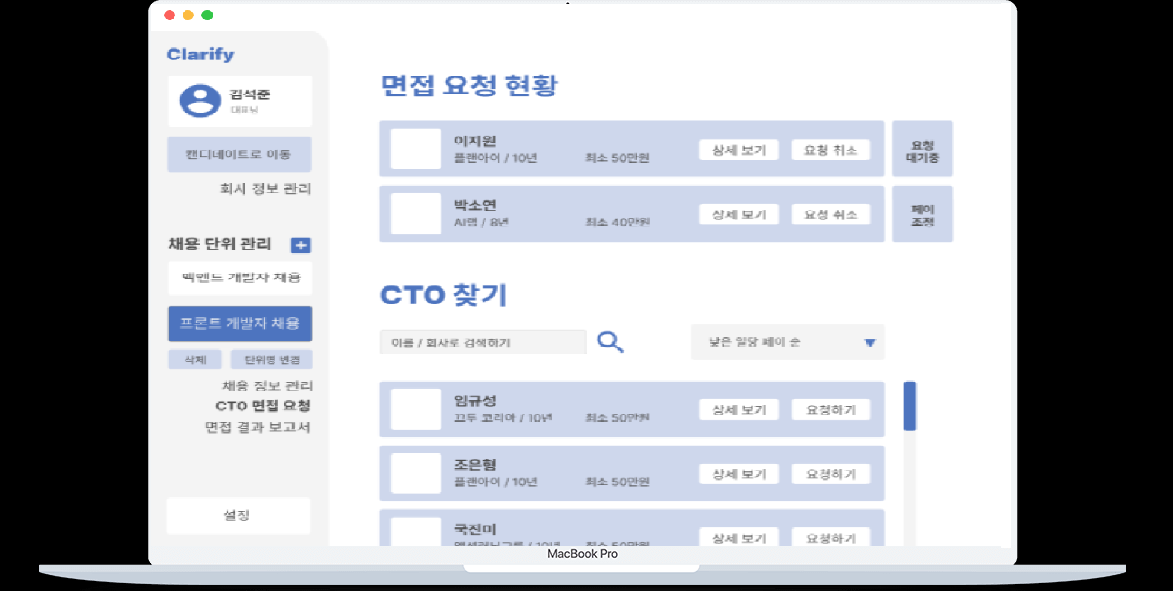 Clarify
김석준
대표님
캔디데이트로 이동
회사 정보 관리
채용 단위 관리
백엔드 개발자 채용
프론트 개발자 채용
삭제
단위명 변경
채용 정보 관리
CTO 면접 요청
면접 결과 보고서
설정
면접 요청 현황
이지원
플랜아이 / 10년
최소 50만원
상세 보기
요청 취소
요청
대기중
박소연
AI랩 / 8년
최소 40만원
상세 보기
요청 취소
페이
조정
CTO 찾기
이름 / 회사로 검색하기
낮은 일당 페이 순
임규성
끄두 코리아 / 10년
최소 50만원
상세 보기
요청하기
조은형
플랜아이 / 10년
최소 50만원
상세 보기
요청하기
국진미
/ 10년
최소 50만원
상세 보기
요청하기
MacBook Pro